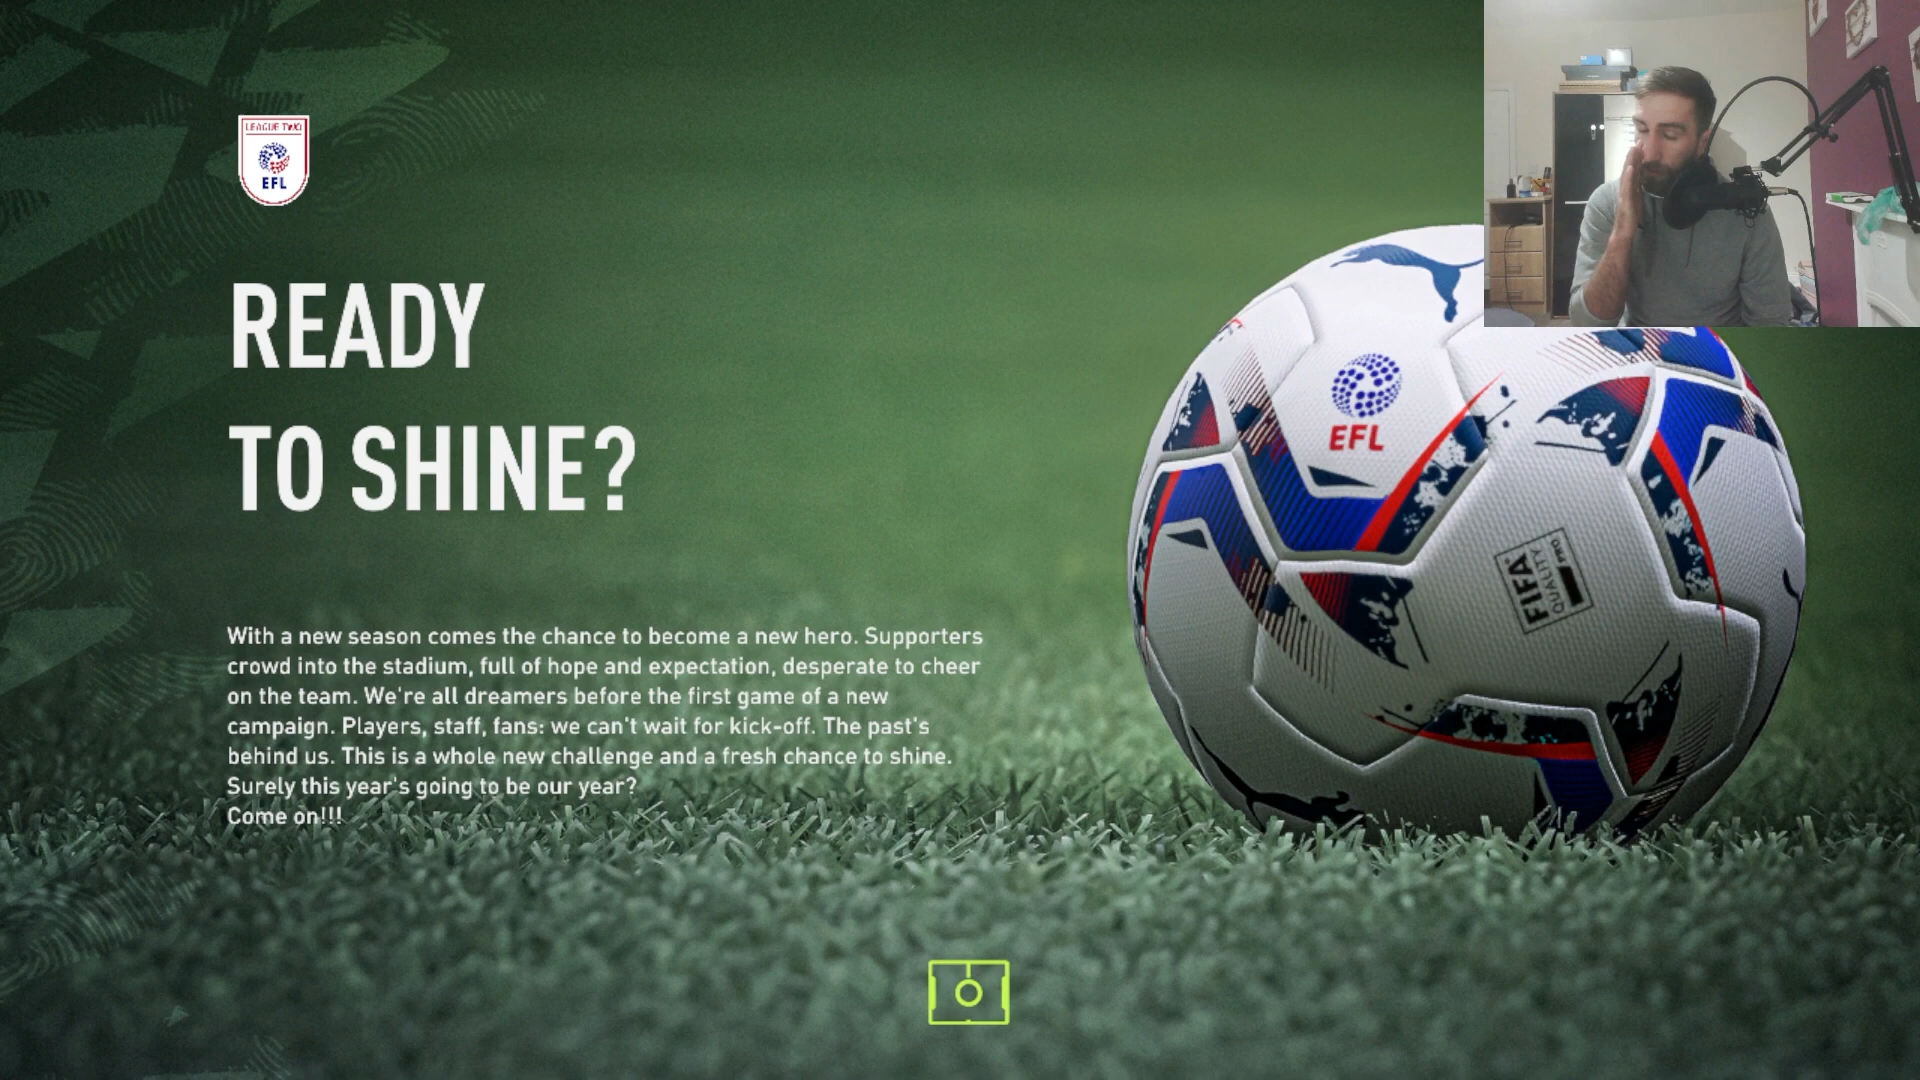 LEAGUE TWO
EFL
READY
TO SHINE?
EFL
FIFA
QUALITY PRO
With a new season comes the chance to become a new hero. Supporters
crowd into the stadium, full of hope and expectation, desperate to cheer
on the team. We're all dreamers before the first game of a new
campaign. Players, staff, fans: we can't wait for kick-off. The past's
behind us. This is a whole new challenge and a fresh chance to shine.
Surely this year's going to be our year?
Come on!!!